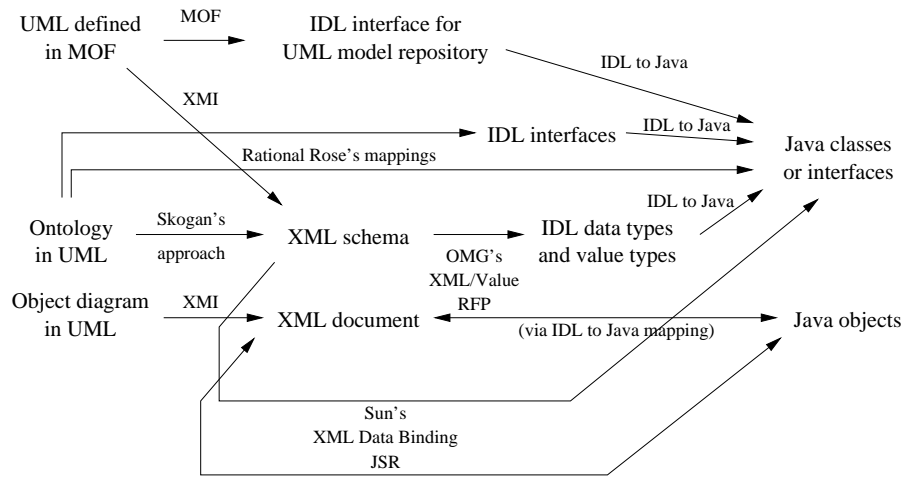 UML defined
in MOF
MOF
IDL interface for
UML model repository
IDL to Java
XMI
IDL interfaces
IDL to Java
Java classes
or interfaces
Rational Rose's mappings
IDL to Java
Ontology
in UML
Skogan's
approach
XML schema
OMG's
XML/Value
RFP
IDL data types
and value types
Object diagram
in UML
XMI
XML document
(via IDL to Java mapping)
Java objects
Sun's
XML Data Binding
JSR